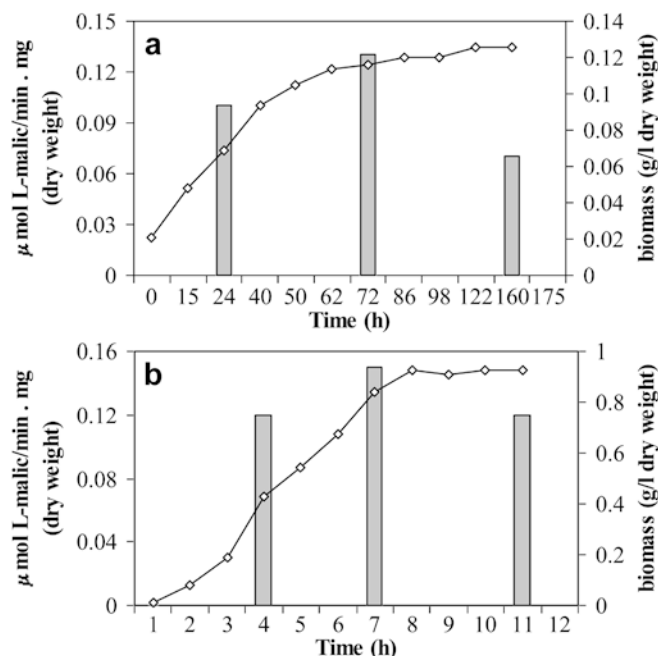 a
μ mol L-malic/min . mg
(dry weight)
0.15
0.12
0.09
0.06
0.03
0
biomass (g/l dry weight)
0.14
0.12
0.1
0.08
0.06
0.04
0.02
0
0 15 24 40 50 62 72 86 98 122 160 175
Time (h)
b
μ mol L-malic/min . mg
(dry weight)
0.16
0.12
0.08
0.04
0
biomass (g/l dry weight)
1
0.8
0.6
0.4
0.2
0
1 2 3 4 5 6 7 8 9 10 11 12
Time (h)